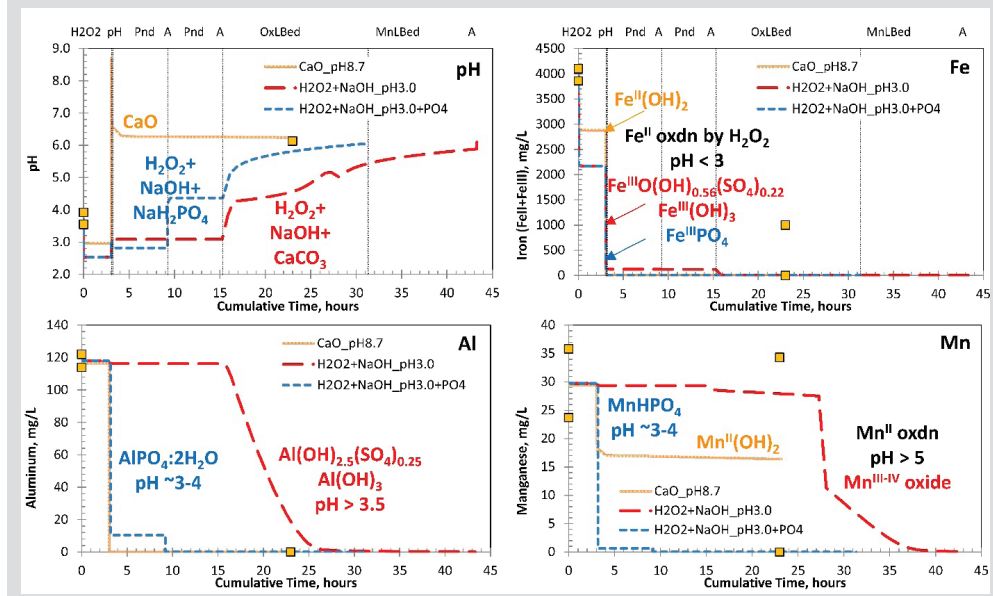 H2O2 pH Pnd A Pnd A OxLBed MnLBed A
9.0
8.0
7.0
6.0
5.0
4.0
3.0
2.0
pH
pH
CaO_pH8.7
H2O2+NaOH_pH3.0
H2O2+NaOH_pH3.0+PO4
CaO
H₂O₂+
NaOH+
NaH₂PO₄
H₂O₂+
NaOH+
CaCO₃
0 5 10 15 20 25 30 35 40 45
Cumulative Time, hours
H2O2 pH Pnd A Pnd A OxLBed MnLBed A
4500
4000
3500
3000
2500
2000
1500
1000
500
0
Iron (FeII+FeIII), mg/L
Fe
CaO_pH8.7
H2O2+NaOH_pH3.0
H2O2+NaOH_pH3.0+PO4
Feᴵᴵ(OH)₂
Feᴵᴵ oxdn by H₂O₂
pH < 3
FeᴵᴵᴵO(OH)₀.₅₆(SO₄)₀.₂₂
Feᴵᴵᴵ(OH)₃
FeᴵᴵᴵPO₄
0 5 10 15 20 25 30 35 40 45
Cumulative Time, hours
140
120
100
80
60
40
20
0
Aluminum, mg/L
Al
CaO_pH8.7
H2O2+NaOH_pH3.0
H2O2+NaOH_pH3.0+PO4
AlPO₄:2H₂O
pH ~3-4
Al(OH)₂.₅(SO₄)₀.₂₅
Al(OH)₃
pH > 3.5
0 5 10 15 20 25 30 35 40 45
Cumulative Time, hours
40
35
30
25
20
15
10
5
0
Manganese, mg/L
Mn
MnHPO₄
pH ~3-4
Mnᴵᴵ(OH)₂
Mnᴵᴵ oxdn
pH > 5
Mnᴵᴵᴵ⁻ᴵⱽ oxide
CaO_pH8.7
H2O2+NaOH_pH3.0
H2O2+NaOH_pH3.0+PO4
0 5 10 15 20 25 30 35 40 45
Cumulative Time, hours